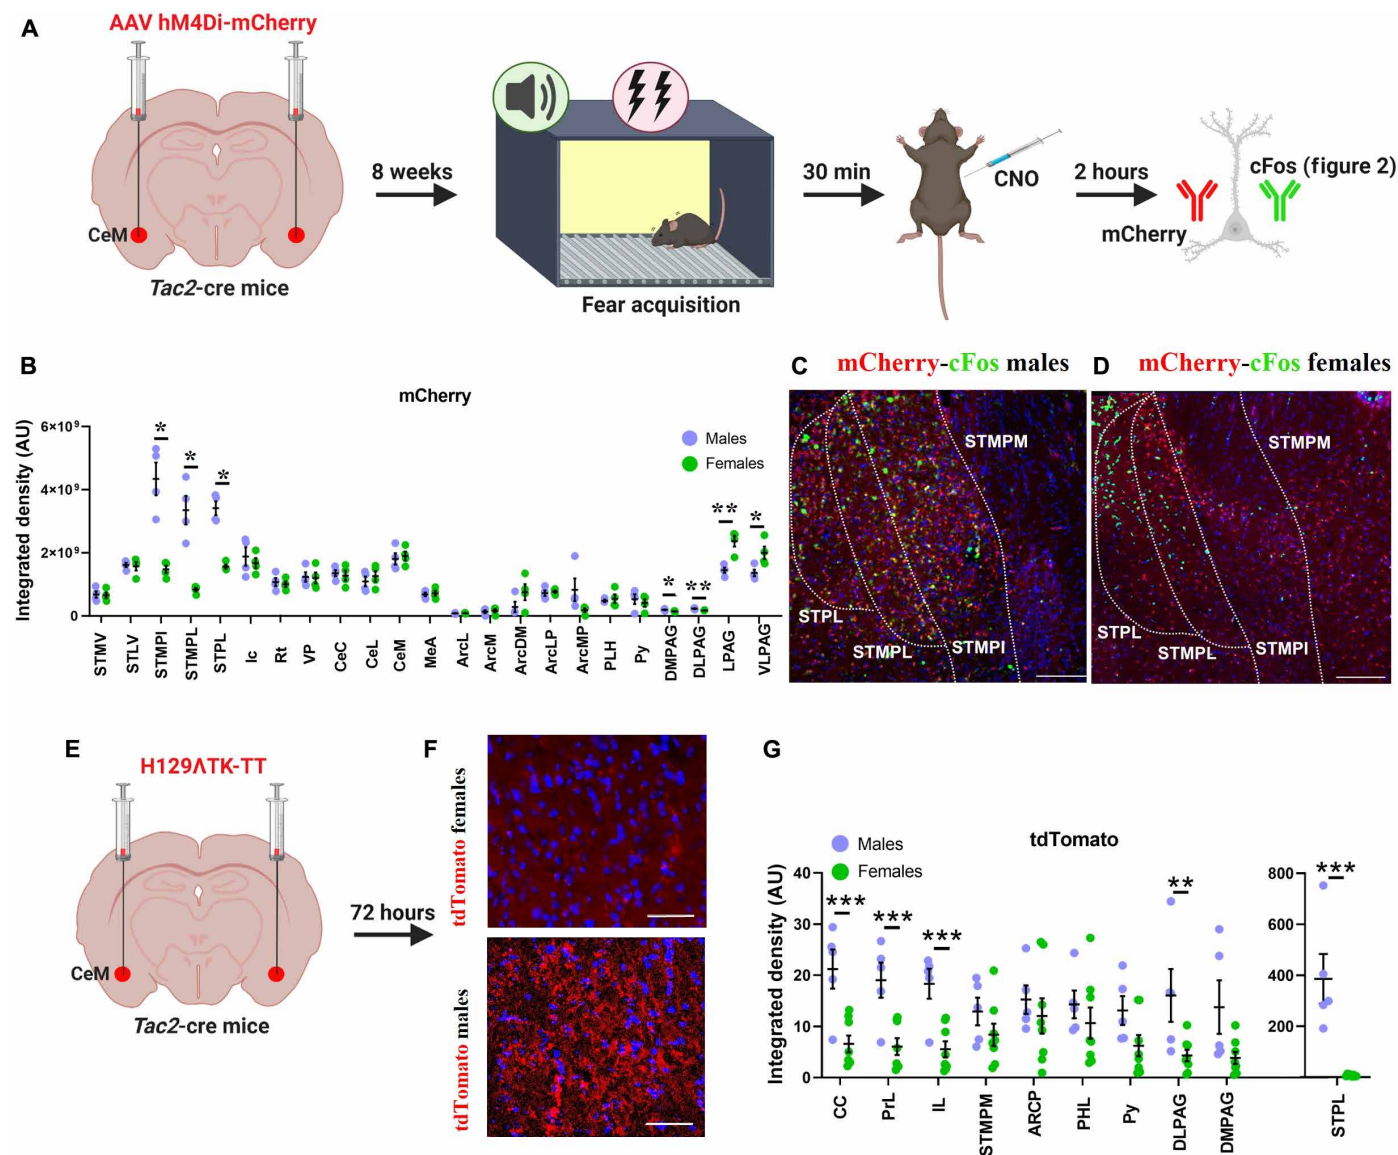 A
AAV hM4Di-mCherry
CeM
Tac2-cre mice
8 weeks
Fear acquisition
30 min
CNO
2 hours
cFos (figure 2)
mCherry
B
mCherry
Integrated density (AU)
6×10⁹
4×10⁹
2×10⁹
0
* * * * ** ** *
Males
Females
STMV STLV STMPI STMPL STPL Ic Rt VP CeC CeL CeM MeA ArcL ArcM ArcDM ArcLP ArcMP PLH Py DMPAG DLPAG LPAG VLPAG
C
mCherry-cFos males
STMPM
STPL
STMPL
STMPI
D
mCherry-cFos females
STMPM
STPL
STMPL
STMPI
E
H129ΛTK-TT
CeM
Tac2-cre mice
72 hours
F
tdTomato females
tdTomato males
G
tdTomato
Males
Females
Integrated density (AU)
40
30
20
10
0
*** *** *** **
CC PrL IL STMPM ARCP PHL Py DLPAG DMPAG
800
600
400
200
***
STPL